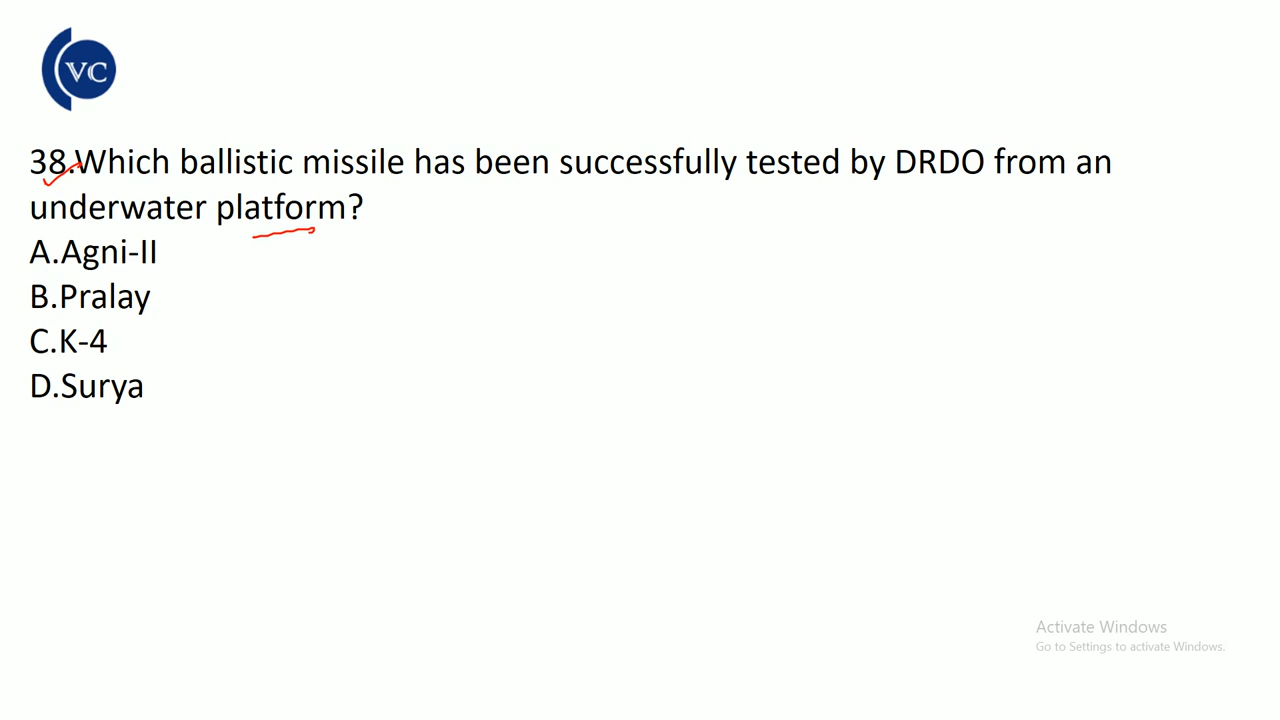 VC
38.Which ballistic missile has been successfully tested by DRDO from an
underwater platform?
A.Agni-II
B.Pralay
C.K-4
D.Surya
Activate Windows
Go to Settings to activate Windows.